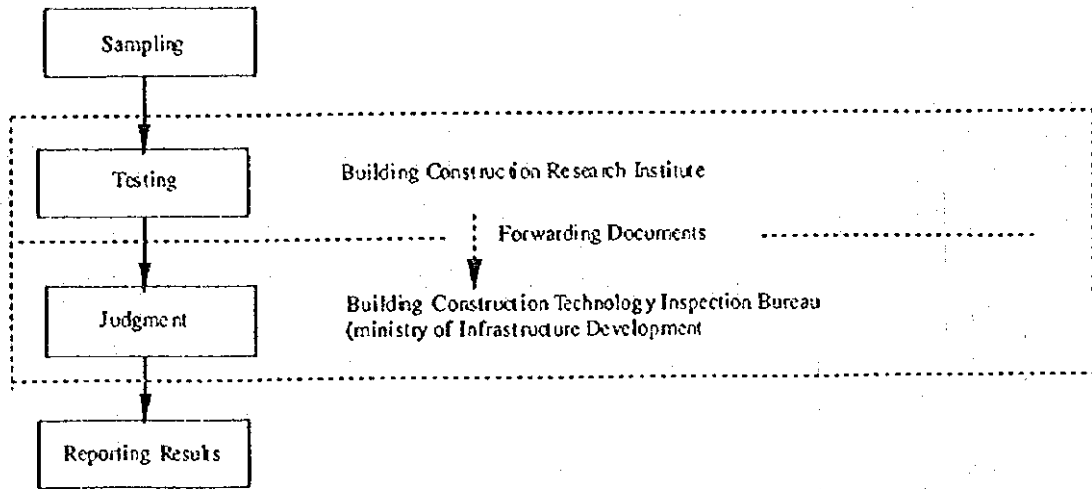 Sampling
Testing
Building Construction Research Institute
Forwarding Documents
Judgment
Building Construction Technology Inspection Bureau
(ministry of Infrastructure Development
Reporting Results